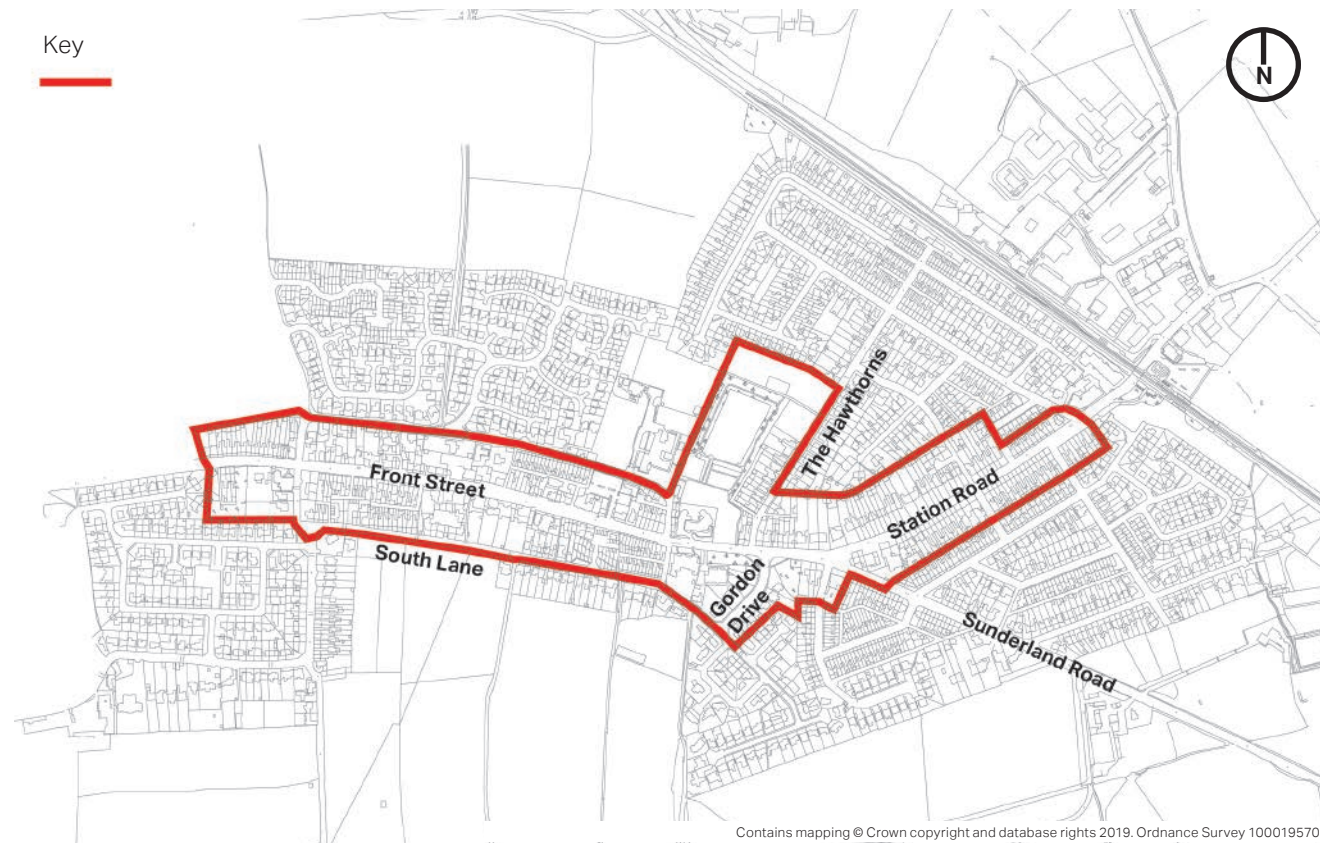 Key
N
The Hawthorns
Front Street
Station Road
South Lane
Gordon
Drive
Sunderland Road
Contains mapping © Crown copyright and database rights 2019. Ordnance Survey 100019570